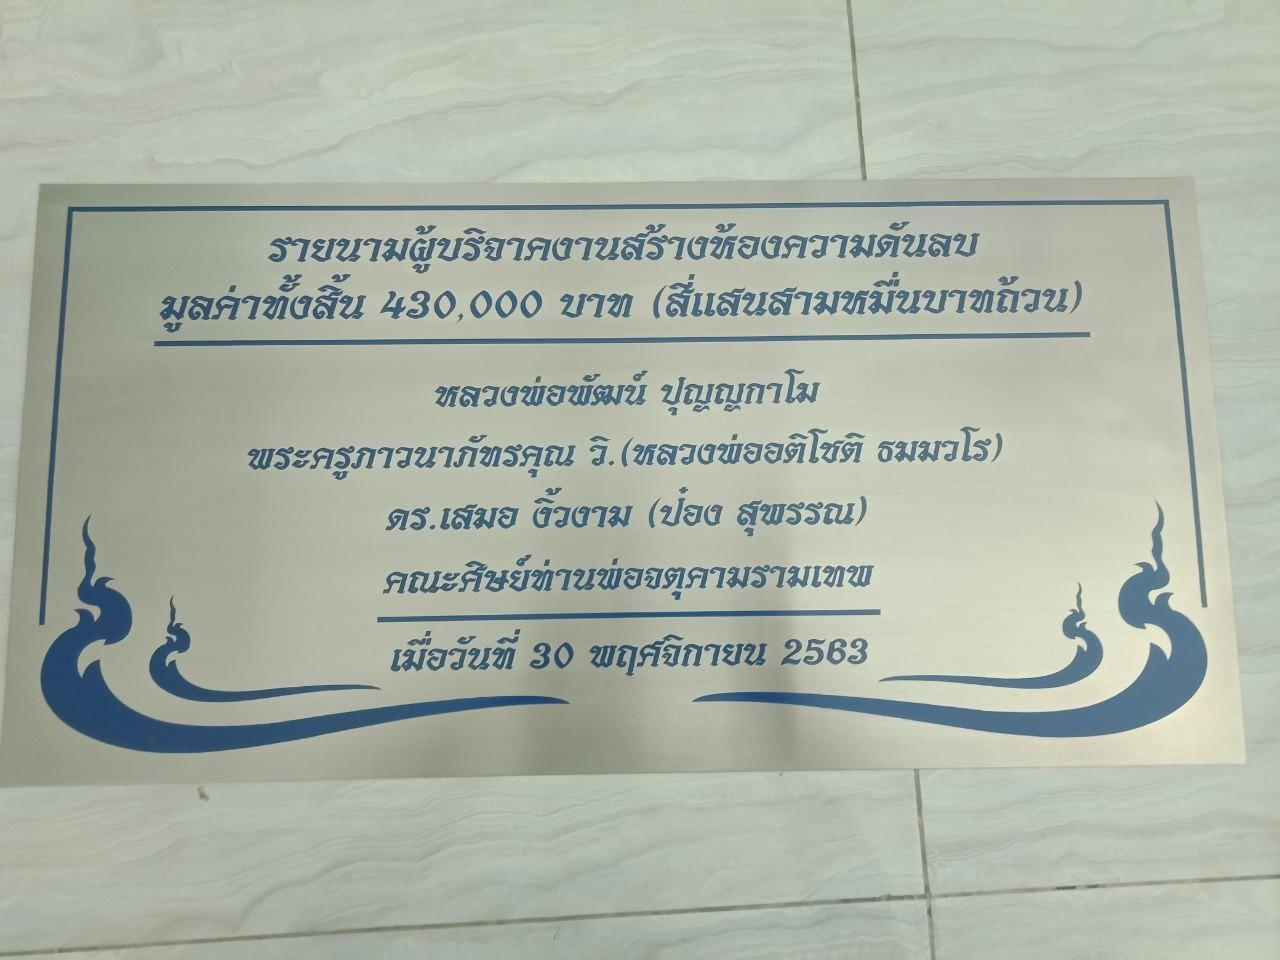 รายนามผู้บริจาคงานสร้างห้องความดันลบ
มูลค่าทั้งสิ้น 430,000 บาท (สี่แสนสามหมื่นบาทถ้วน)
หลวงพ่อพัฒน์ ปุญญกาโม
พระครูภาวนาภัทรคุณ วิ.(หลวงพ่ออติโชติ ธมมวโร)
ดร.เสมอ งิ้วงาม (ป๋อง สุพรรณ)
คณะศิษย์ท่านพ่อจตุคามรามเทพ
เมื่อวันที่ 30 พฤศจิกายน 2563